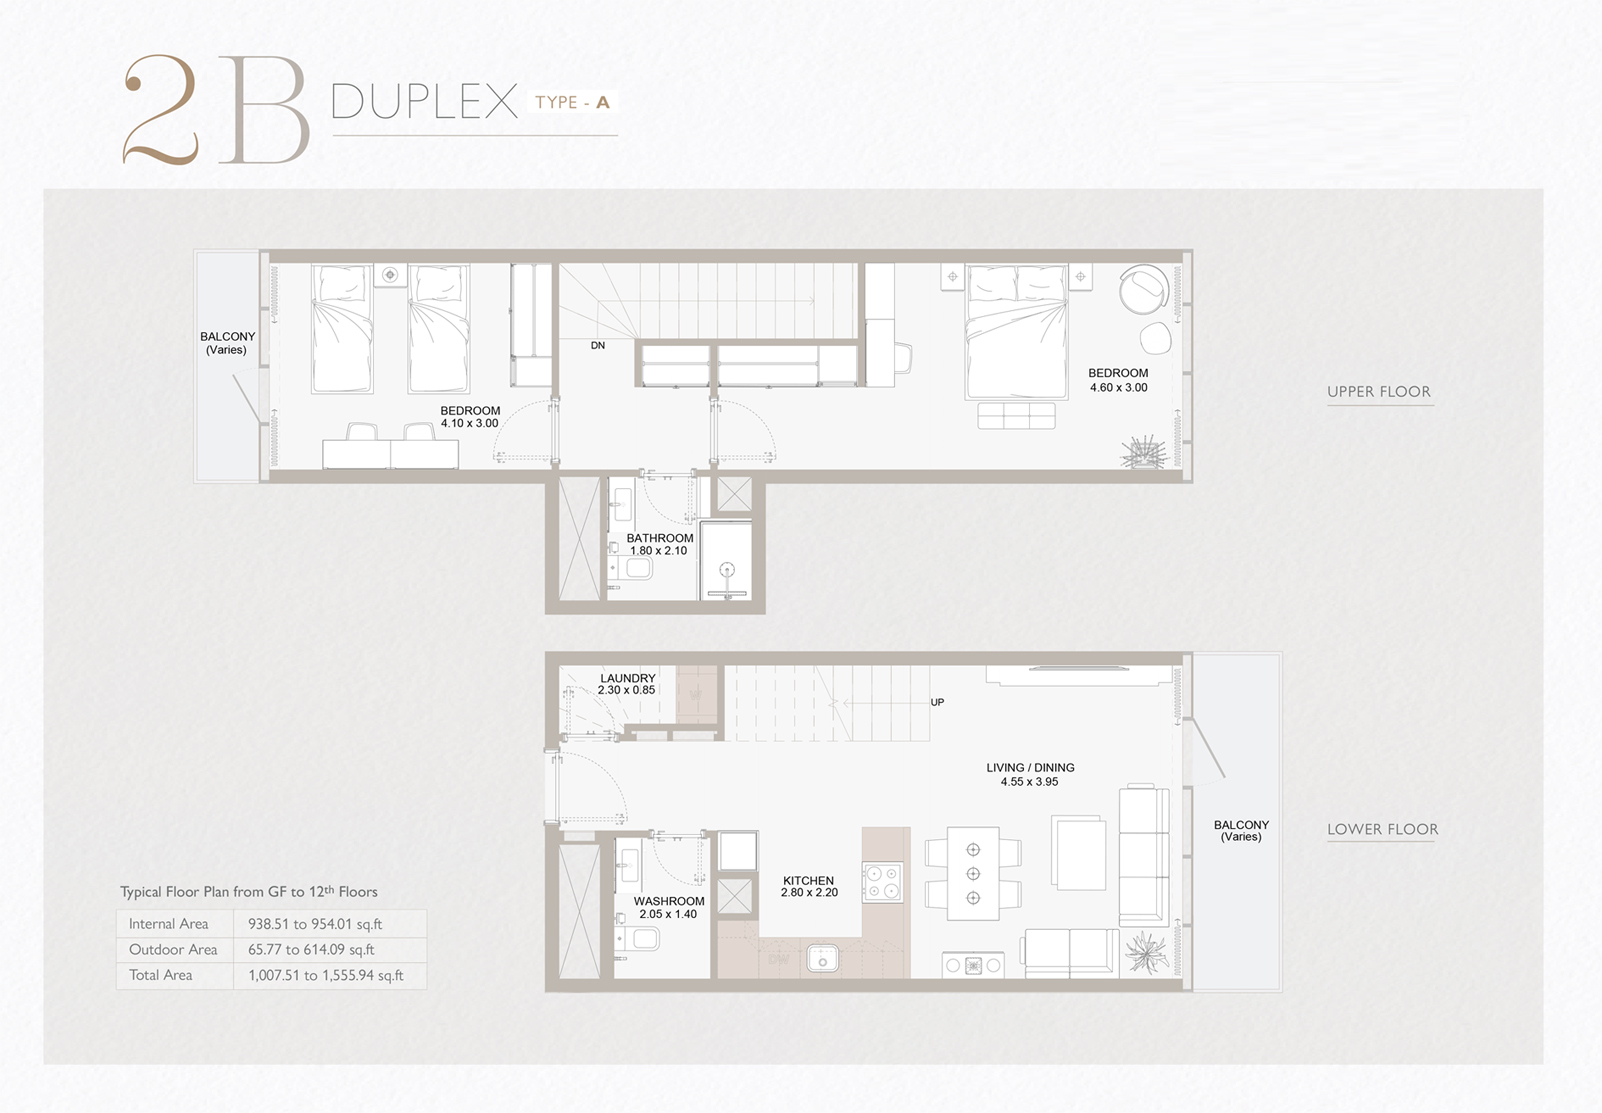 2B DUPLEX TYPE - A
BALCONY
(Varies)
DN
BEDROOM
4.10 x 3.00
BEDROOM
4.60 x 3.00
UPPER FLOOR
BATHROOM
1.80 x 2.10
LAUNDRY
2.30 x 0.85
UP
LIVING / DINING
4.55 x 3.95
BALCONY
(Varies)
LOWER FLOOR
KITCHEN
2.80 x 2.20
WASHROOM
2.05 x 1.40
DW
Typical Floor Plan from GF to 12th Floors
Internal Area 938.51 to 954.01 sq.ft
Outdoor Area 65.77 to 614.09 sq.ft
Total Area 1,007.51 to 1,555.94 sq.ft